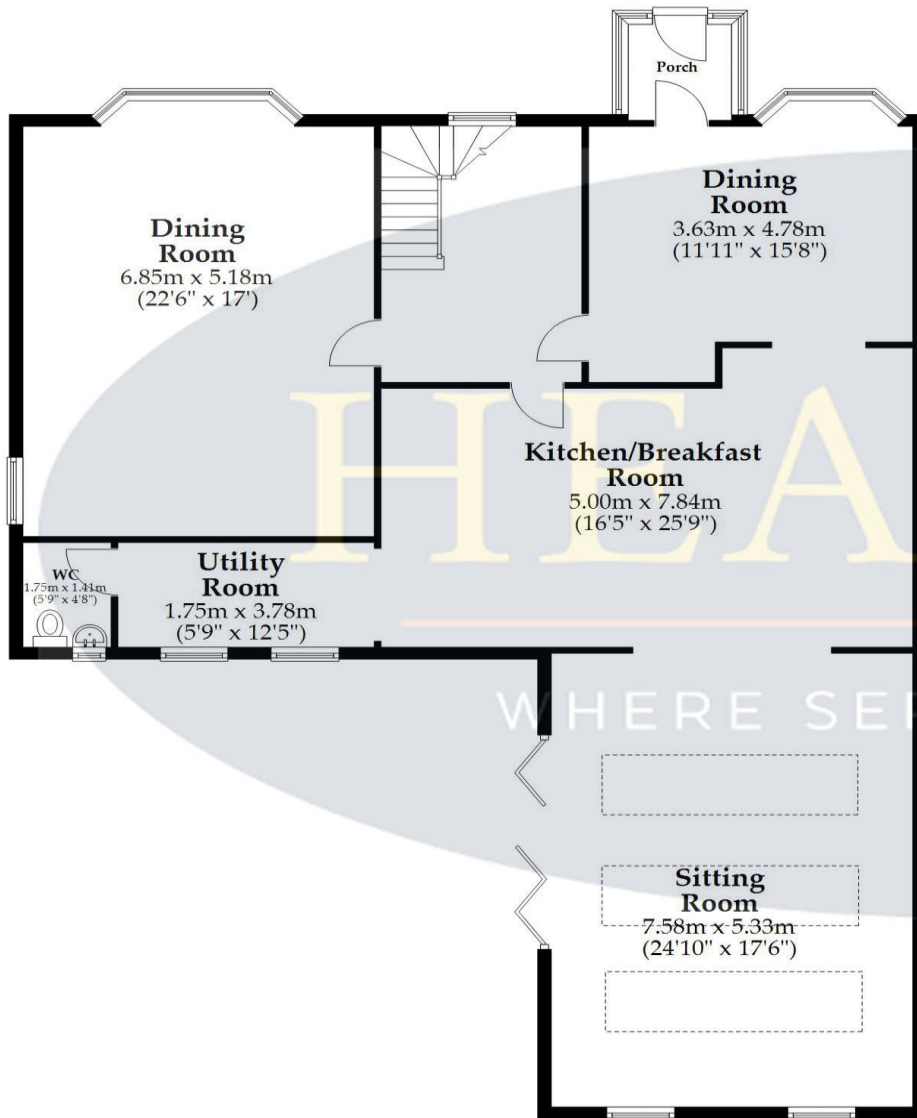 Porch
Dining
Room
6.85m x 5.18m
(22'6" x 17')
Dining
Room
3.63m x 4.78m
(11'11" x 15'8")
Kitchen/Breakfast
Room
5.00m x 7.84m
(16'5" x 25'9")
WC
1.75m x 1.41m
(5'9" x 4'8")
Utility
Room
1.75m x 3.78m
(5'9" x 12'5")
HEA
WHERE SER
Sitting
Room
7.58m x 5.33m
(24'10" x 17'6")